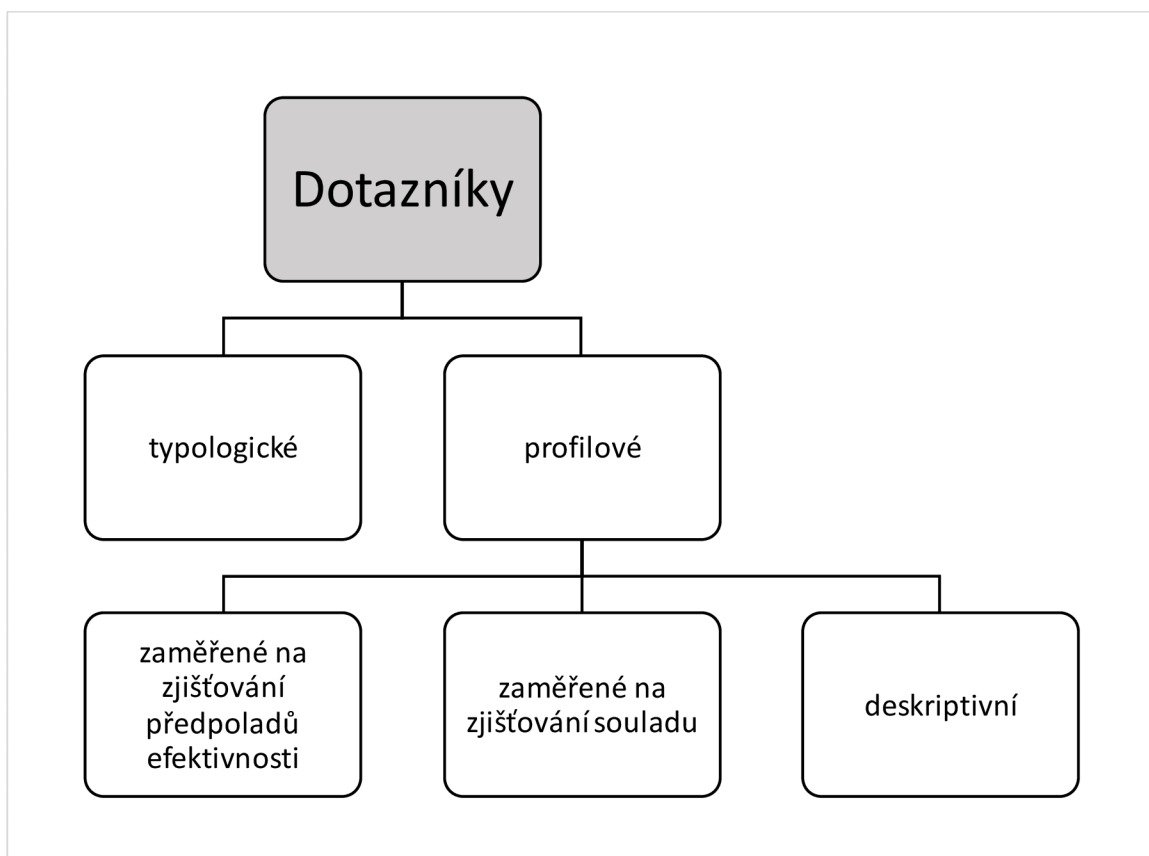 Dotazníky
typologické
profilové
zaměřené na
zjišťování
předpoladů
efektivnosti
zaměřené na
zjišťování souladu
deskriptivní